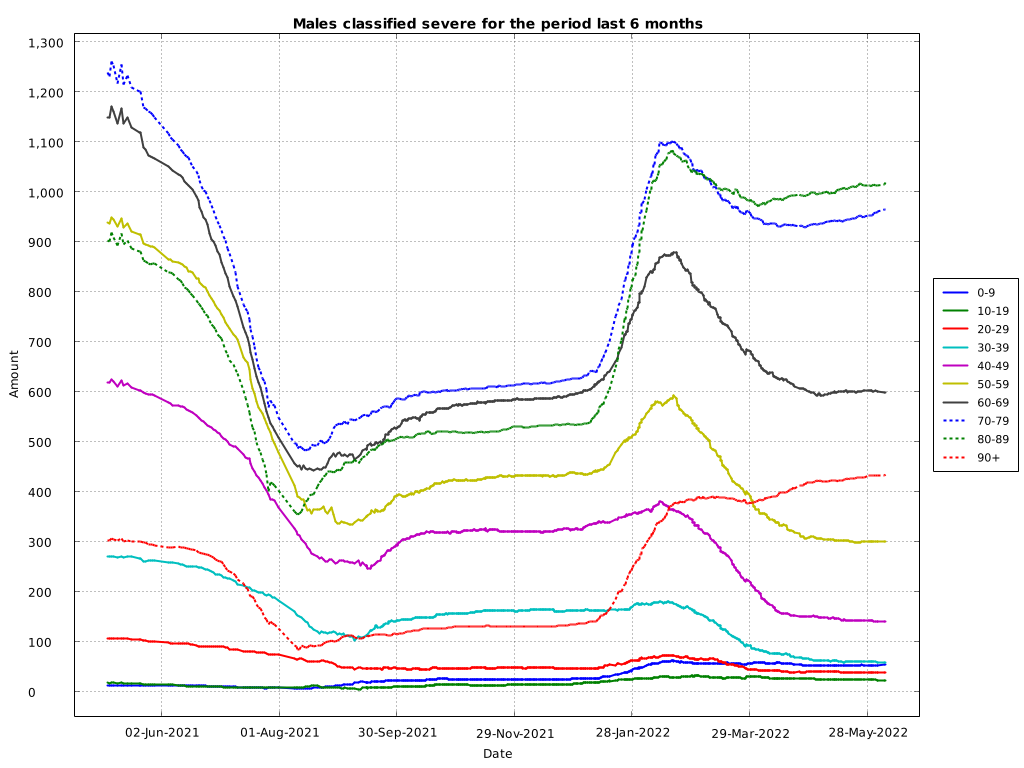 Males classified severe for the period last 6 months
1,300
1,200
1,100
1,000
900
800
700
600
500
400
300
200
100
0
Amount
02-Jun-2021
01-Aug-2021
30-Sep-2021
29-Nov-2021
28-Jan-2022
29-Mar-2022
28-May-2022
Date
0-9
10-19
20-29
30-39
40-49
50-59
60-69
70-79
80-89
90+